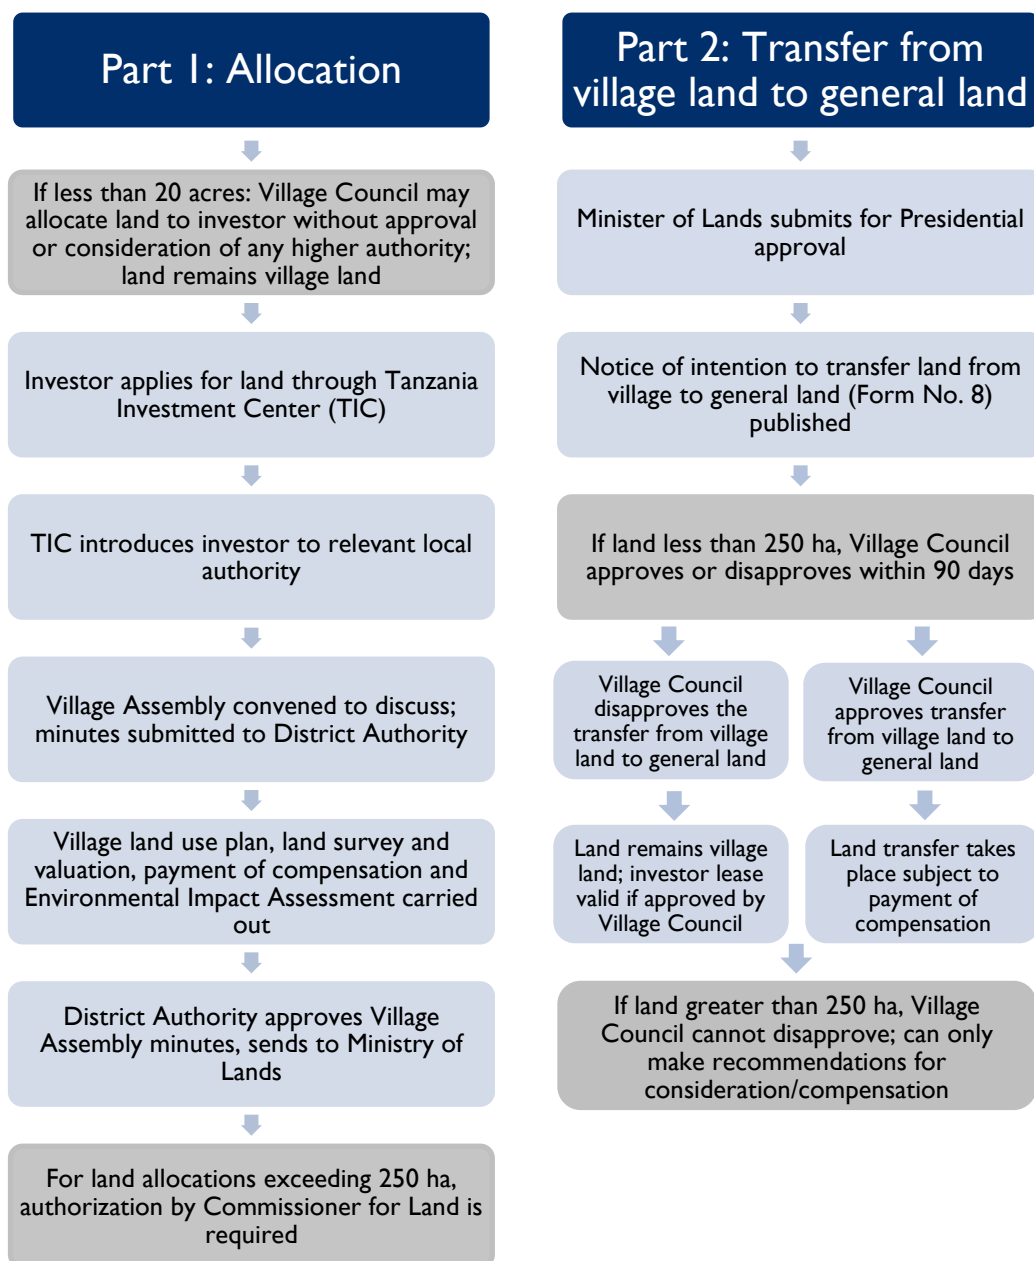 Part 1: Allocation
If less than 20 acres: Village Council may
allocate land to investor without approval
or consideration of any higher authority;
land remains village land
Investor applies for land through Tanzania
Investment Center (TIC)
TIC introduces investor to relevant local
authority
Village Assembly convened to discuss;
minutes submitted to District Authority
Village land use plan, land survey and
valuation, payment of compensation and
Environmental Impact Assessment carried
out
District Authority approves Village
Assembly minutes, sends to Ministry of
Lands
For land allocations exceeding 250 ha,
authorization by Commissioner for Land is
required
Part 2: Transfer from
village land to general land
Minister of Lands submits for Presidential
approval
Notice of intention to transfer land from
village to general land (Form No. 8)
published
If land less than 250 ha, Village Council
approves or disapproves within 90 days
Village Council
disapproves the
transfer from village
land to general land
Land remains village
land; investor lease
valid if approved by
Village Council
Village Council
approves transfer
from village land to
general land
Land transfer takes
place subject to
payment of
compensation
If land greater than 250 ha, Village
Council cannot disapprove; can only
make recommendations for
consideration/compensation